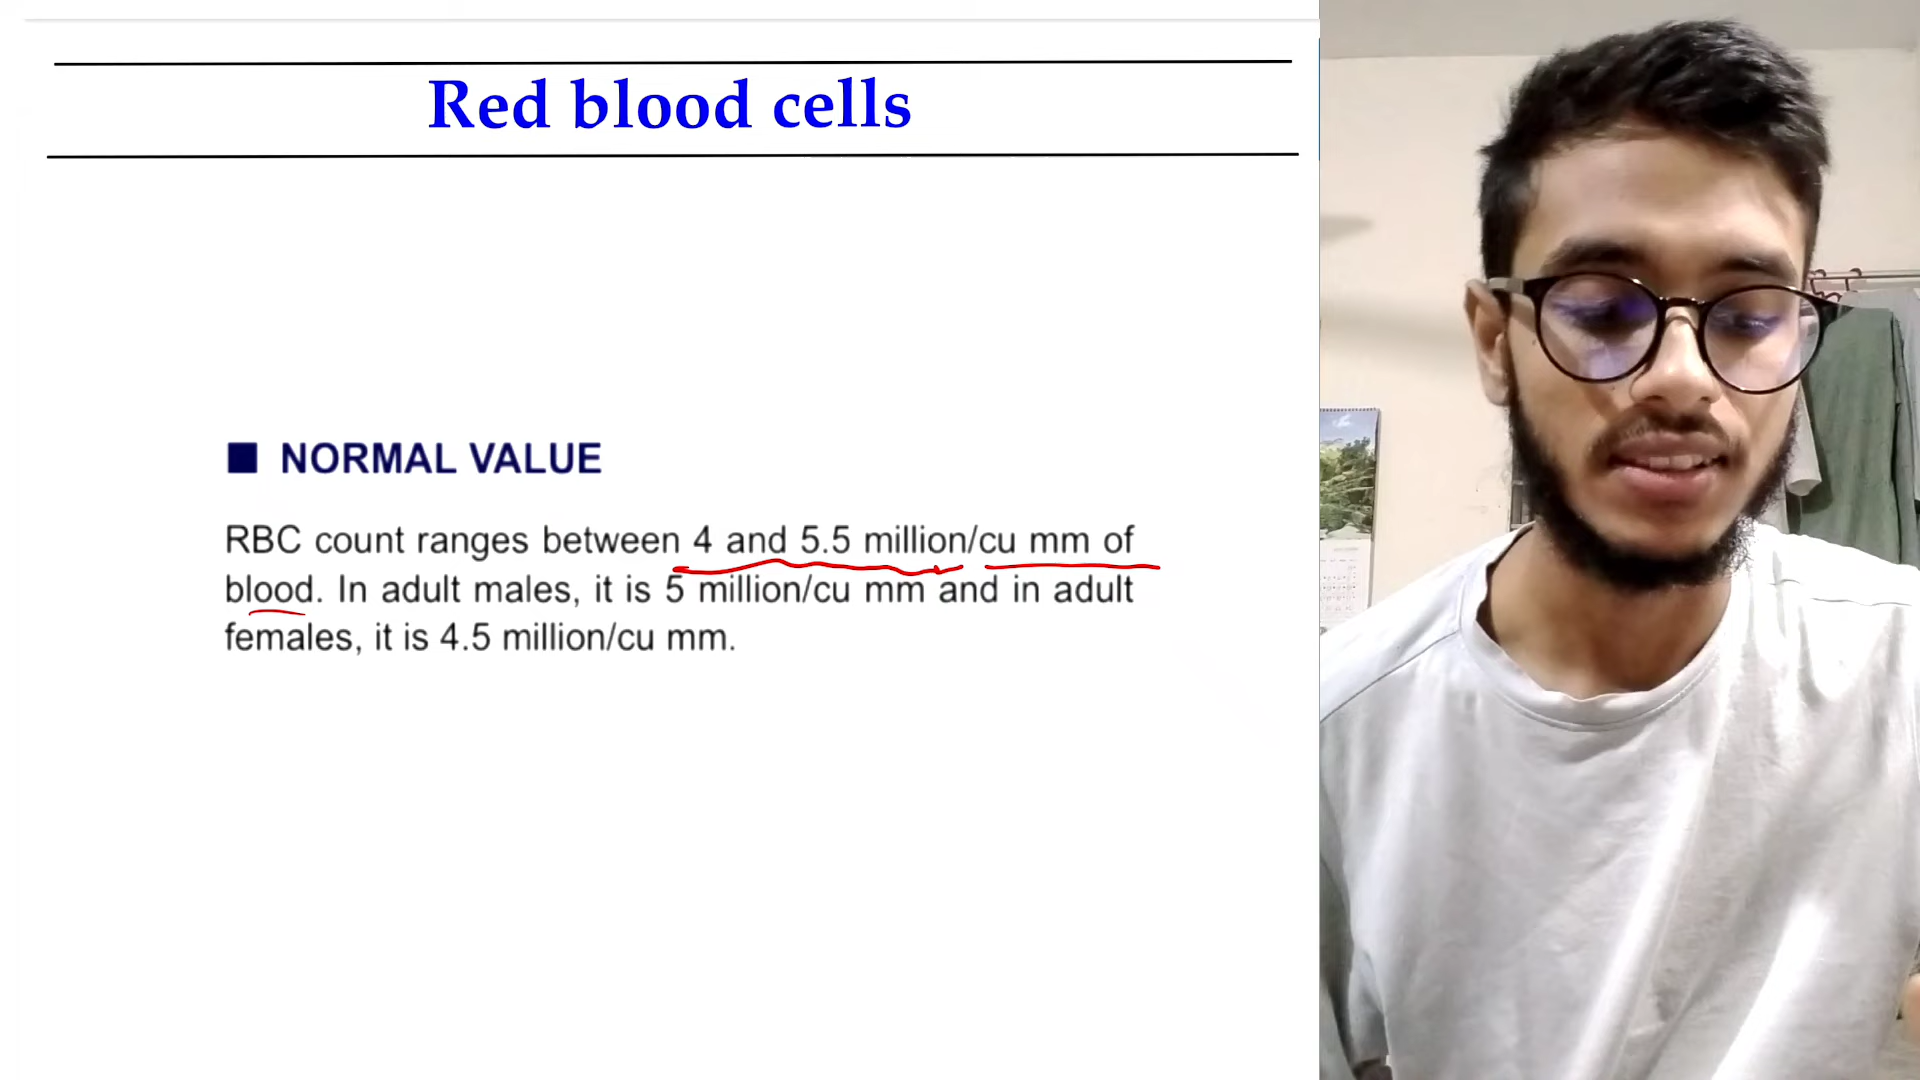 Red blood cells
NORMAL VALUE
RBC count ranges between 4 and 5.5 million/cu mm of
blood. In adult males, it is 5 million/cu mm and in adult
females, it is 4.5 million/cu mm.